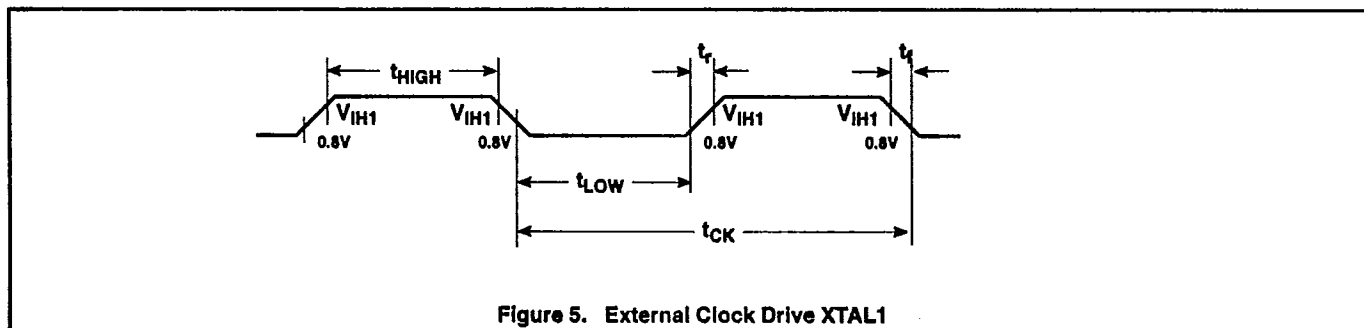 tr tf
tHIGH
VIH1 VIH1 VIH1 VIH1
0.8V 0.8V 0.8V 0.8V
tLOW
tCK
Figure 5. External Clock Drive XTAL1